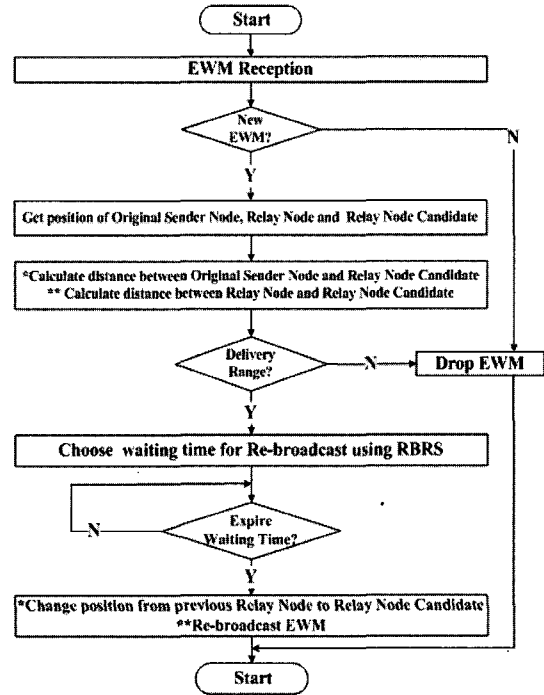 Start
EWM Reception
New
EWM?
N
Y
Get position of Original Sender Node, Relay Node and Relay Node Candidate
*Calculate distance between Original Sender Node and Relay Node Candidate
** Calculate distance between Relay Node and Relay Node Candidate
Delivery
Range?
N
Drop EWM
Y
Choose waiting time for Re-broadcast using RBRS
N
Expire
Waiting Time?
Y
*Change position from previous Relay Node to Relay Node Candidate
**Re-broadcast EWM
Start